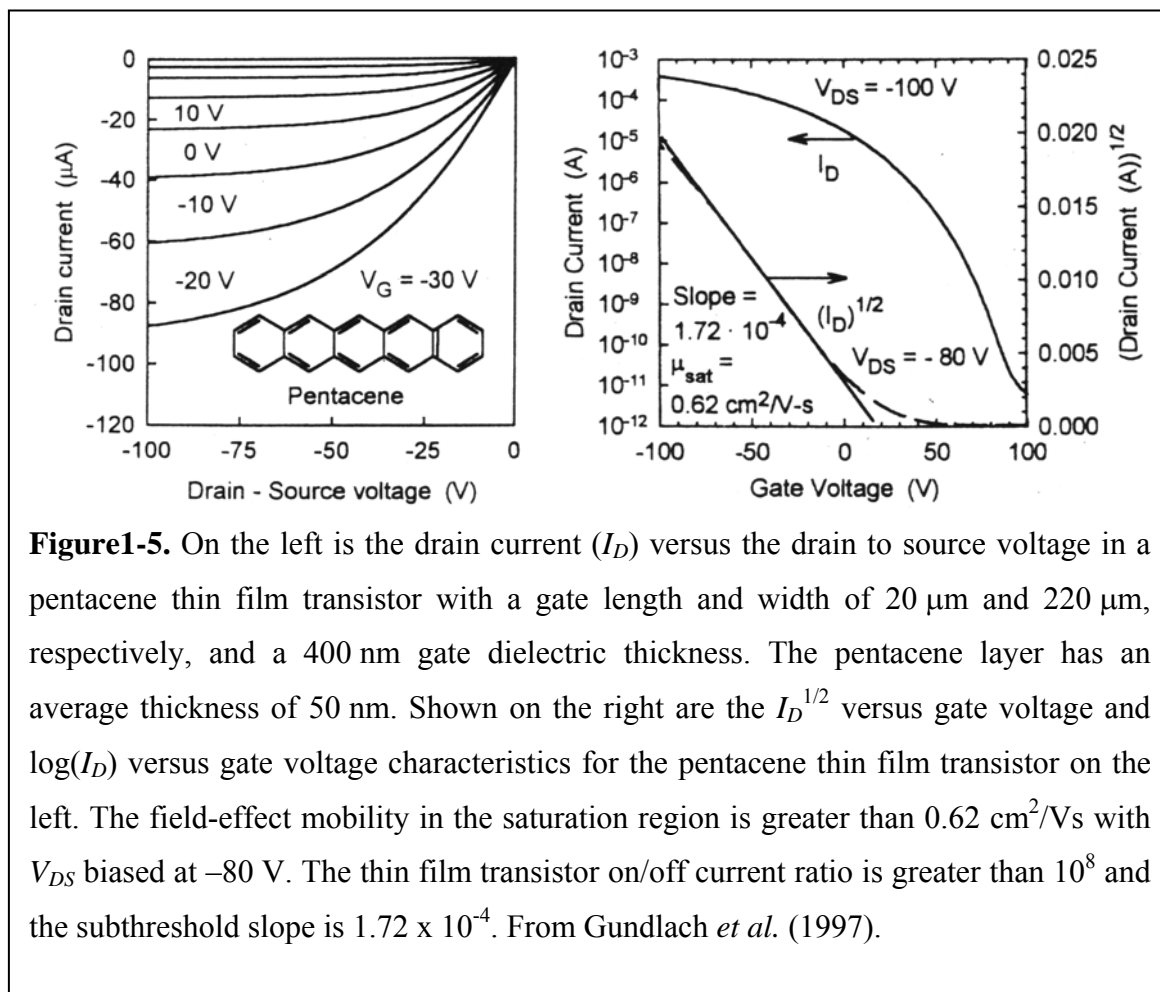 0
-20
-40
-60
-80
-100
-120
Drain current (μA)
10 V
0 V
-10 V
-20 V
V_G = -30 V
Pentacene
-100 -75 -50 -25 0
Drain - Source voltage (V)
10^-3
10^-4
10^-5
10^-6
10^-7
10^-8
10^-9
10^-10
10^-11
10^-12
Drain Current (A)
V_DS = -100 V
I_D
Slope =
1.72 · 10^-4
μ_sat =
0.62 cm^2/V-s
(I_D)^1/2
V_DS = - 80 V
0.025
0.020
0.015
0.010
0.005
0.000
(Drain Current (A))^1/2
-100 -50 0 50 100
Gate Voltage (V)
Figure1-5. On the left is the drain current (I_D) versus the drain to source voltage in a
pentacene thin film transistor with a gate length and width of 20 μm and 220 μm,
respectively, and a 400 nm gate dielectric thickness. The pentacene layer has an
average thickness of 50 nm. Shown on the right are the I_D^1/2 versus gate voltage and
log(I_D) versus gate voltage characteristics for the pentacene thin film transistor on the
left. The field-effect mobility in the saturation region is greater than 0.62 cm^2/Vs with
V_DS biased at –80 V. The thin film transistor on/off current ratio is greater than 10^8 and
the subthreshold slope is 1.72 x 10^-4. From Gundlach et al. (1997).